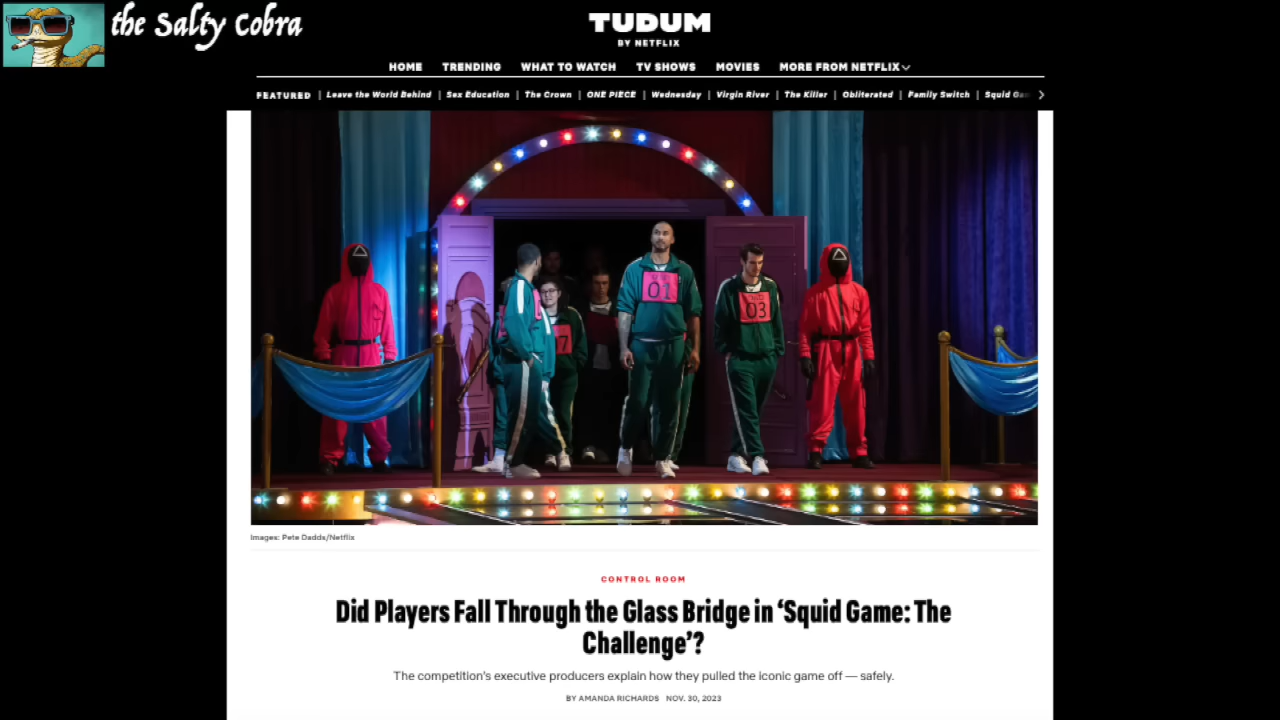 the Salty Cobra
TUDUM
BY NETFLIX
HOME TRENDING WHAT TO WATCH TV SHOWS MOVIES MORE FROM NETFLIX
FEATURED | Leave the World Behind | Sex Education | The Crown | ONE PIECE | Wednesday | Virgin River | The Killer | Obliterated | Family Switch | Squid
01
03
7
Images: Pete Dadds/Netflix
CONTROL ROOM
Did Players Fall Through the Glass Bridge in ‘Squid Game: The
Challenge’?
The competition's executive producers explain how they pulled the iconic game off — safely.
BY AMANDA RICHARDS NOV. 30, 2023